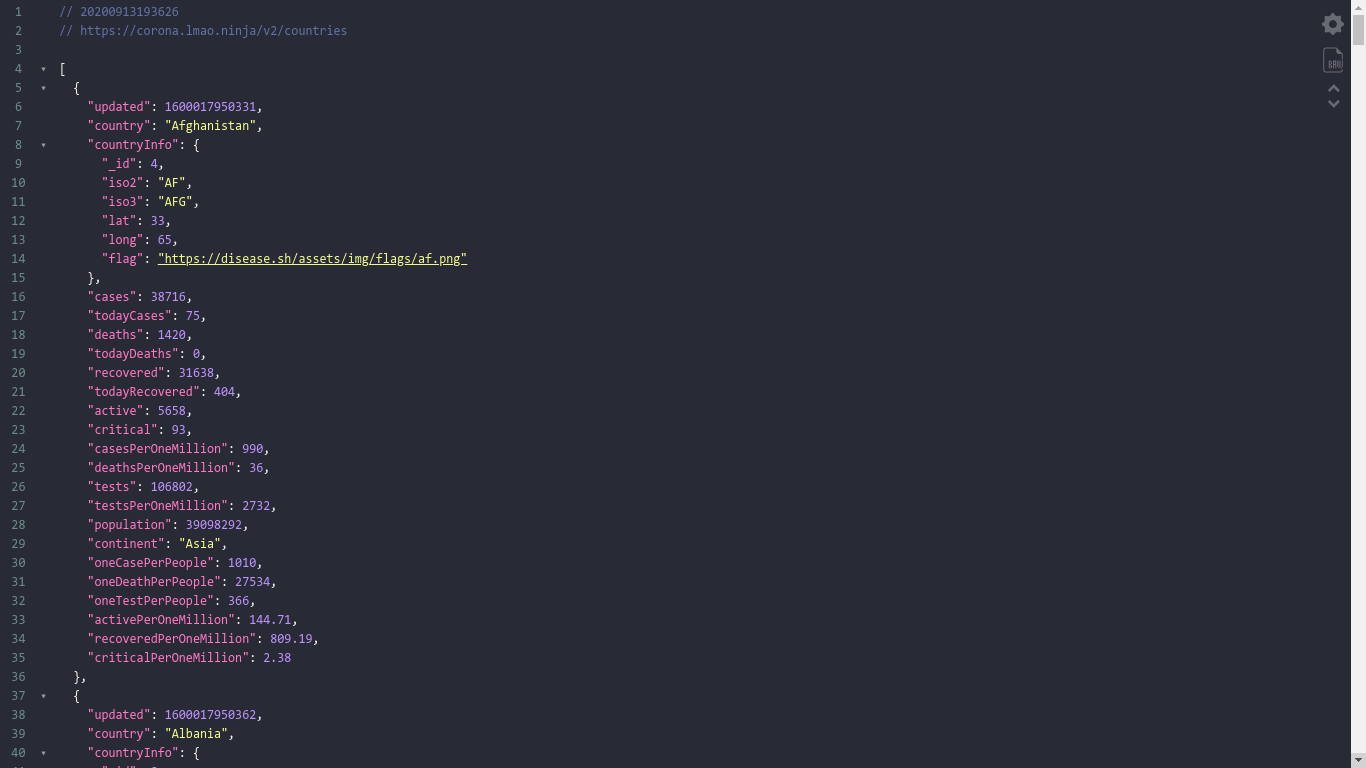 1 // 20200913193626
2 // https://corona.lmao.ninja/v2/countries
3
4 [
5 {
6 "updated": 1600017950331,
7 "country": "Afghanistan",
8 "countryInfo": {
9 "_id": 4,
10 "iso2": "AF",
11 "iso3": "AFG",
12 "lat": 33,
13 "long": 65,
14 "flag": "https://disease.sh/assets/img/flags/af.png"
15 },
16 "cases": 38716,
17 "todayCases": 75,
18 "deaths": 1420,
19 "todayDeaths": 0,
20 "recovered": 31638,
21 "todayRecovered": 404,
22 "active": 5658,
23 "critical": 93,
24 "casesPerOneMillion": 990,
25 "deathsPerOneMillion": 36,
26 "tests": 106802,
27 "testsPerOneMillion": 2732,
28 "population": 39098292,
29 "continent": "Asia",
30 "oneCasePerPeople": 1010,
31 "oneDeathPerPeople": 27534,
32 "oneTestPerPeople": 366,
33 "activePerOneMillion": 144.71,
34 "recoveredPerOneMillion": 809.19,
35 "criticalPerOneMillion": 2.38
36 },
37 {
38 "updated": 1600017950362,
39 "country": "Albania",
40 "countryInfo": {
RAW